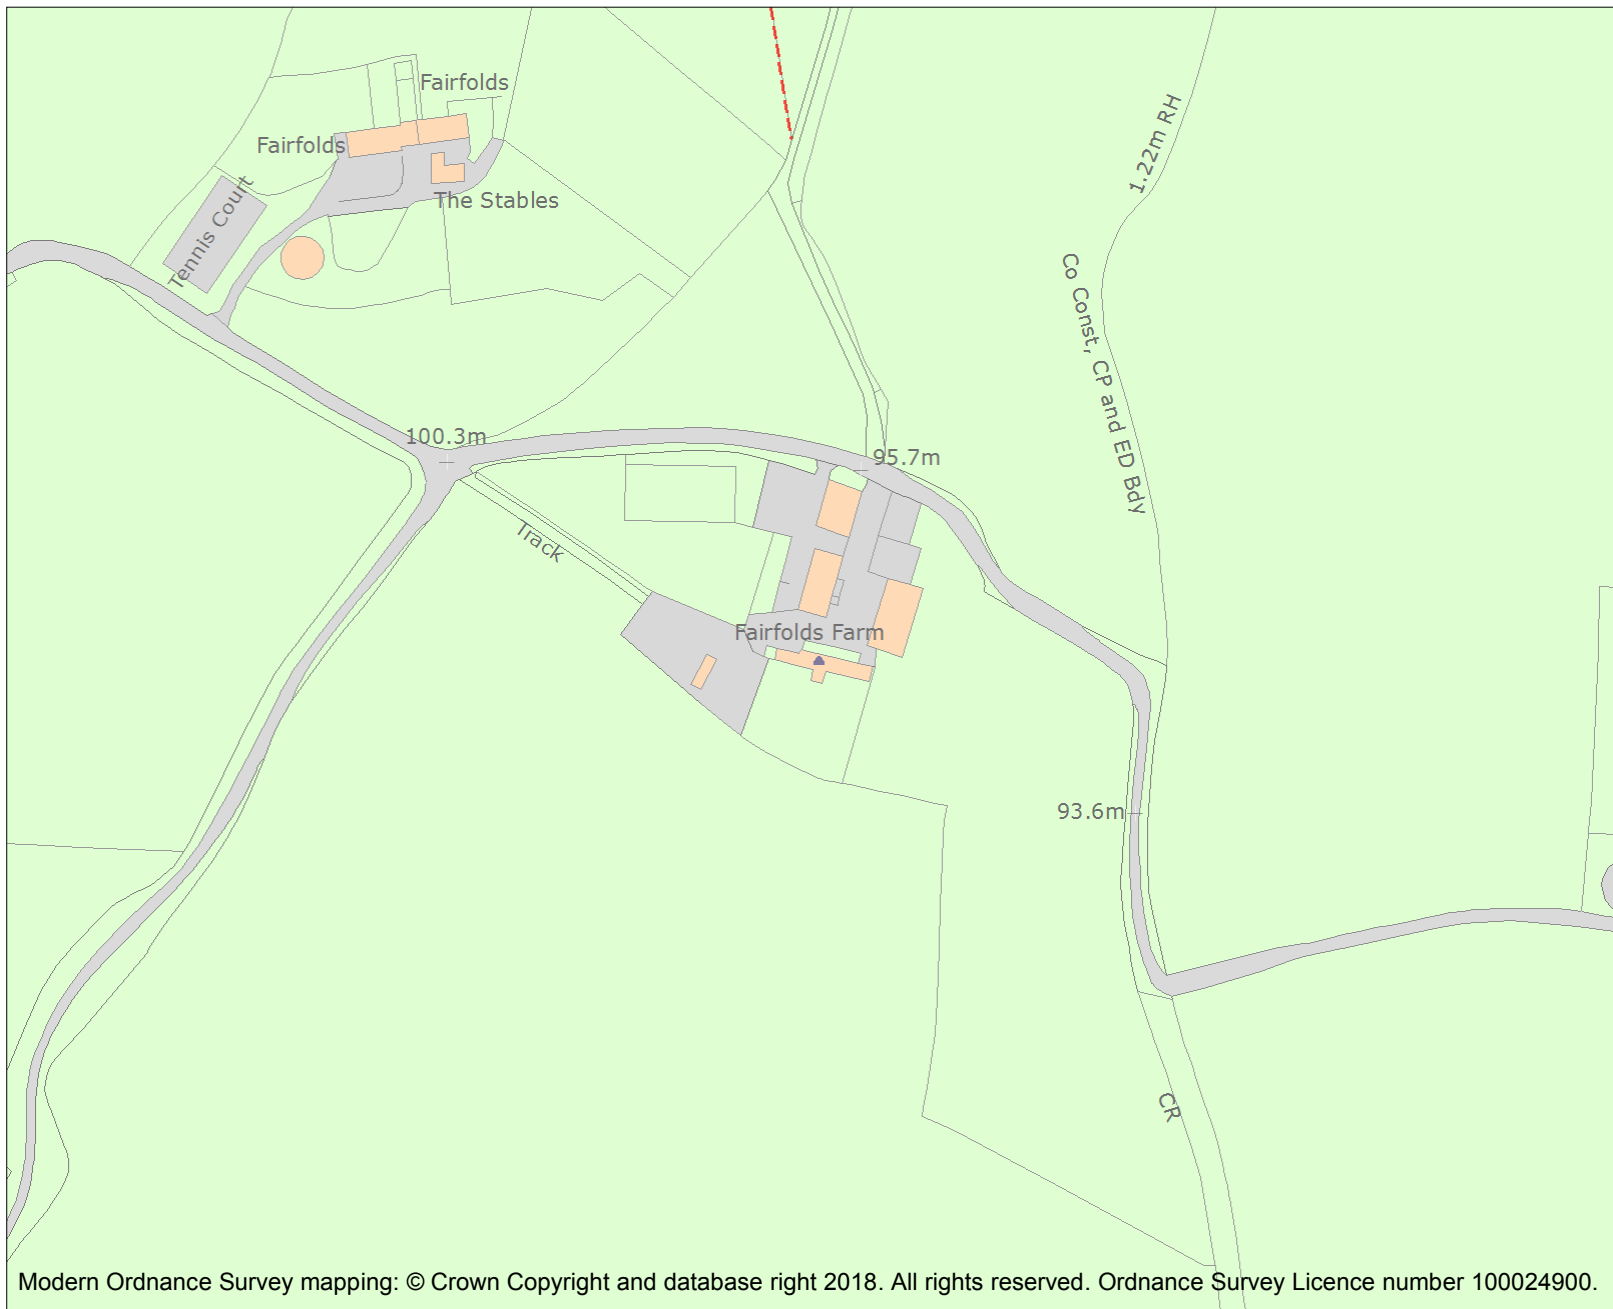 Fairfolds
1.22m RH
Fairfolds
Tennis Court
The Stables
Co Const, CP and ED Bdy
100.3m
95.7m
Track
Fairfolds Farm
93.6m
CR
Modern Ordnance Survey mapping: © Crown Copyright and database right 2018. All rights reserved. Ordnance Survey Licence number 100024900.